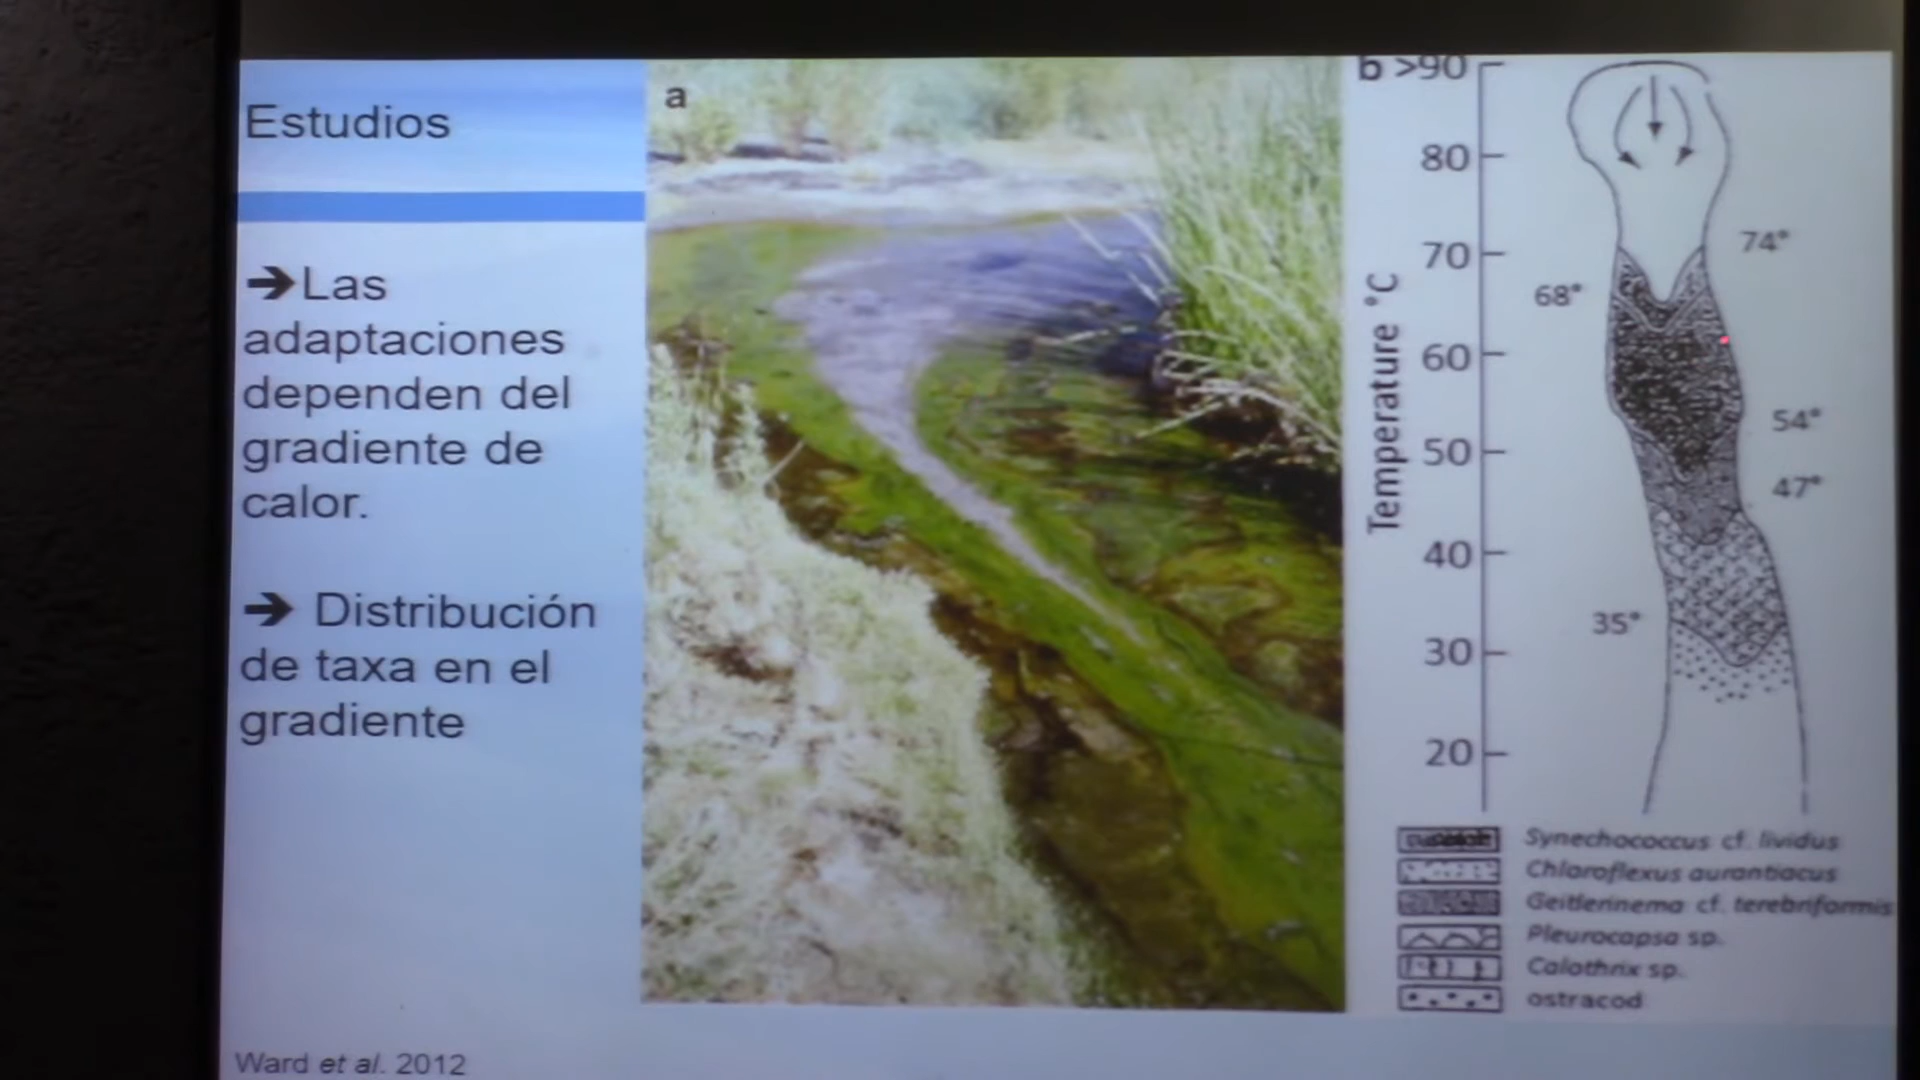 Estudios
➔Las
adaptaciones
dependen del
gradiente de
calor.
➔ Distribución
de taxa en el
gradiente
Ward et al. 2012
a
b >90
80
70
60
50
40
30
20
Temperature °C
74°
68°
54°
47°
35°
Synechococcus cf. lividus
Chloroflexus aurantiacus
Geitlerinema cf. terebriformis
Pleurocapsa sp.
Calothrix sp.
ostracod